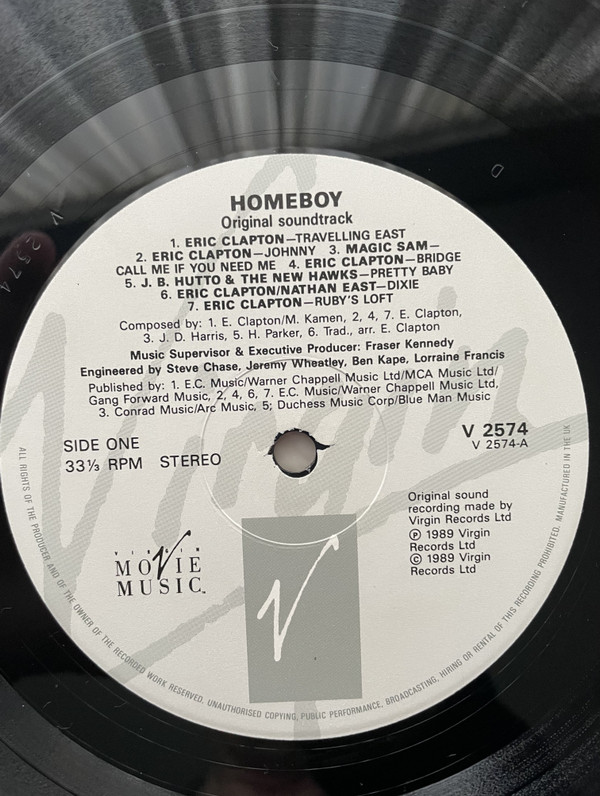 HOMEBOY
Original soundtrack
1. ERIC CLAPTON—TRAVELLING EAST
2. ERIC CLAPTON—JOHNNY 3. MAGIC SAM—
CALL ME IF YOU NEED ME 4. ERIC CLAPTON—BRIDGE
5. J. B. HUTTO & THE NEW HAWKS—PRETTY BABY
6. ERIC CLAPTON/NATHAN EAST—DIXIE
7. ERIC CLAPTON—RUBY'S LOFT
Composed by: 1. E. Clapton/M. Kamen, 2, 4, 7. E. Clapton,
3. J. D. Harris, 5. H. Parker, 6. Trad., arr. E. Clapton
Music Supervisor & Executive Producer: Fraser Kennedy
Engineered by Steve Chase, Jeremy Wheatley, Ben Kape, Lorraine Francis
Published by: 1. E.C. Music/Warner Chappell Music Ltd/MCA Music Ltd/
Gang Forward Music, 2, 4, 6, 7. E.C. Music/Warner Chappell Music Ltd,
3. Conrad Music/Arc Music, 5; Duchess Music Corp/Blue Man Music
SIDE ONE
33⅓ RPM STEREO
V 2574
V 2574-A
Original sound
recording made by
Virgin Records Ltd
Ⓟ 1989 Virgin
Records Ltd
© 1989 Virgin
Records Ltd
VIRGIN
MOVIE
MUSIC™
V
Virgin
ALL RIGHTS OF THE PRODUCER AND OF THE OWNER OF THE RECORDED WORK RESERVED. UNAUTHORISED COPYING, PUBLIC PERFORMANCE, BROADCASTING, HIRING OR RENTAL OF THIS RECORDING PROHIBITED. MANUFACTURED IN THE UK
V 2574
D